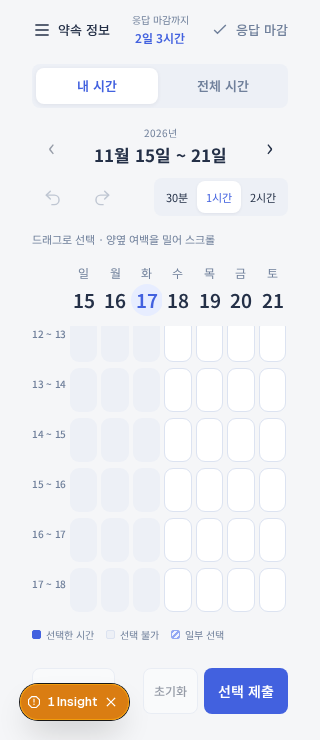 약속 정보
응답 마감까지
2일 3시간
응답 마감
내 시간
전체 시간
2026년
11월 15일 ~ 21일
30분
1시간
2시간
드래그로 선택 · 양옆 여백을 밀어 스크롤
일 월 화 수 목 금 토
15 16 17 18 19 20 21
12 ~ 13
13 ~ 14
14 ~ 15
15 ~ 16
16 ~ 17
17 ~ 18
선택한 시간
선택 불가
일부 선택
1 Insight
초기화
선택 제출